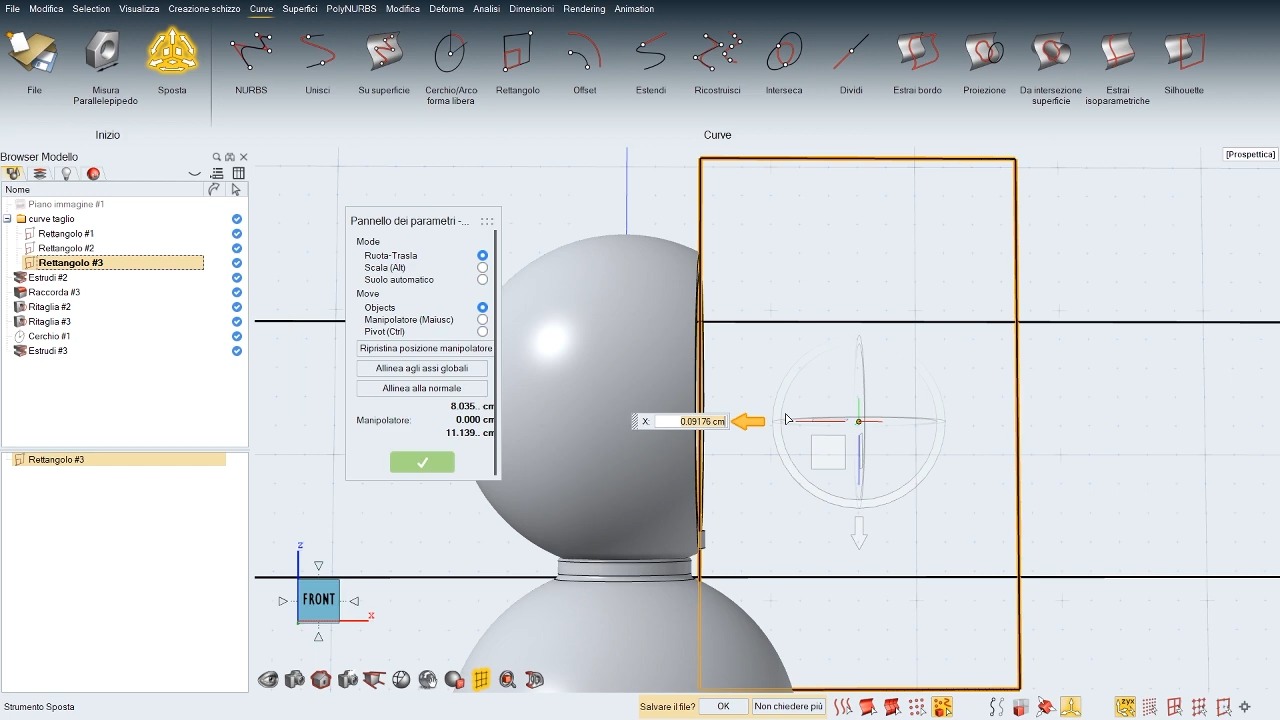 File Modifica Selection Visualizza Creazione schizzo Curve Superfici PolyNURBS Modifica Deforma Analisi Dimensioni Rendering Animation
File
Misura Parallelepipedo
Sposta
NURBS
Unisci
Su superficie
Cerchio/Arco forma libera
Rettangolo
Offset
Estendi
Ricostruisci
Interseca
Dividi
Estrai bordo
Proiezione
Da intersezione superficie
Estrai isoparametriche
Silhouette
Inizio
Curve
Browser Modello
[Prospettica]
Nome
Piano immagine #1
curve taglio
Rettangolo #1
Rettangolo #2
Rettangolo #3
Estrudi #2
Raccorda #3
Ritaglia #2
Ritaglia #3
Cerchio #1
Estrudi #3
Pannello dei parametri -...
Mode
Ruota-Trasla
Scala (Alt)
Suolo automatico
Move
Objects
Manipolatore (Maiusc)
Pivot (Ctrl)
Ripristina posizione manipolatore
Allinea agli assi globali
Allinea alla normale
8.035.. cm
Manipolatore: 0.000 cm
11.139.. cm
X: 0.09176 cm
Rettangolo #3
z
FRONT
x
Strumento Sposta
Salvare il file? OK Non chiedere più
zyx